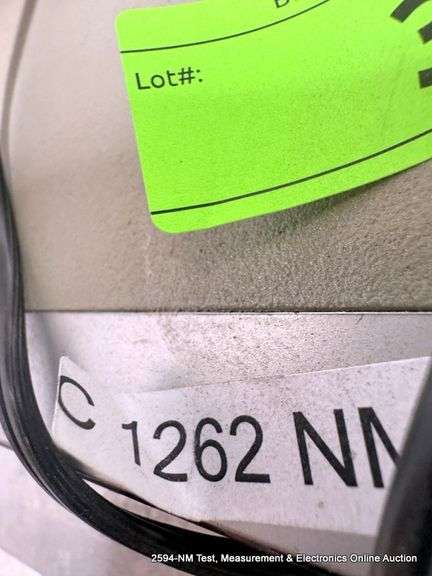 Lot#:
C 1262 NM
2594-NM Test, Measurement & Electronics Online Auction